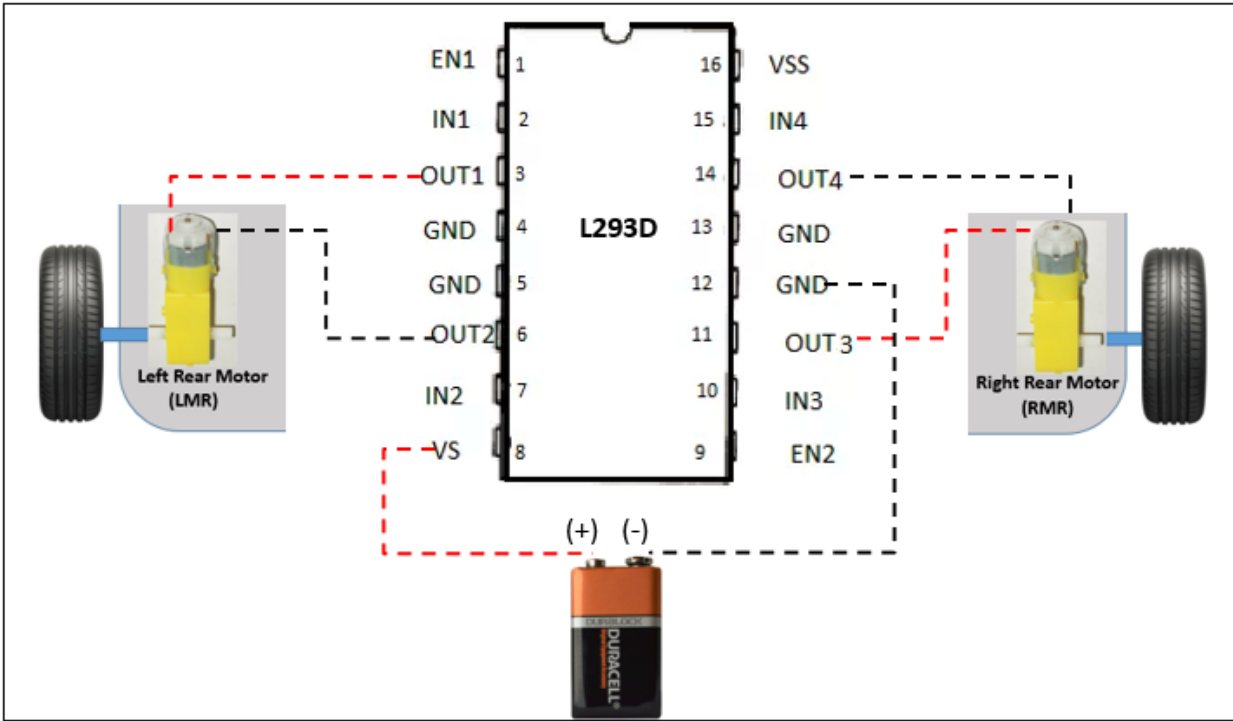 EN1 1 16 VSS
IN1 2 15 IN4
OUT1 3 14 OUT4
GND 4 L293D 13 GND
GND 5 12 GND
OUT2 6 11 OUT 3
IN2 7 10 IN3
VS 8 9 EN2
Left Rear Motor
(LMR)
Right Rear Motor
(RMR)
(+) (-)
DURALOCK
DURACELL